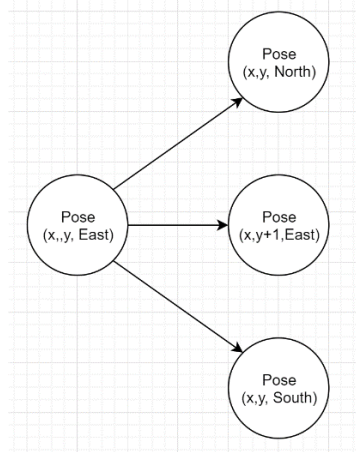 Pose
(x,y, North)
Pose
(x,,y, East)
Pose
(x,y+1,East)
Pose
(x,y, South)